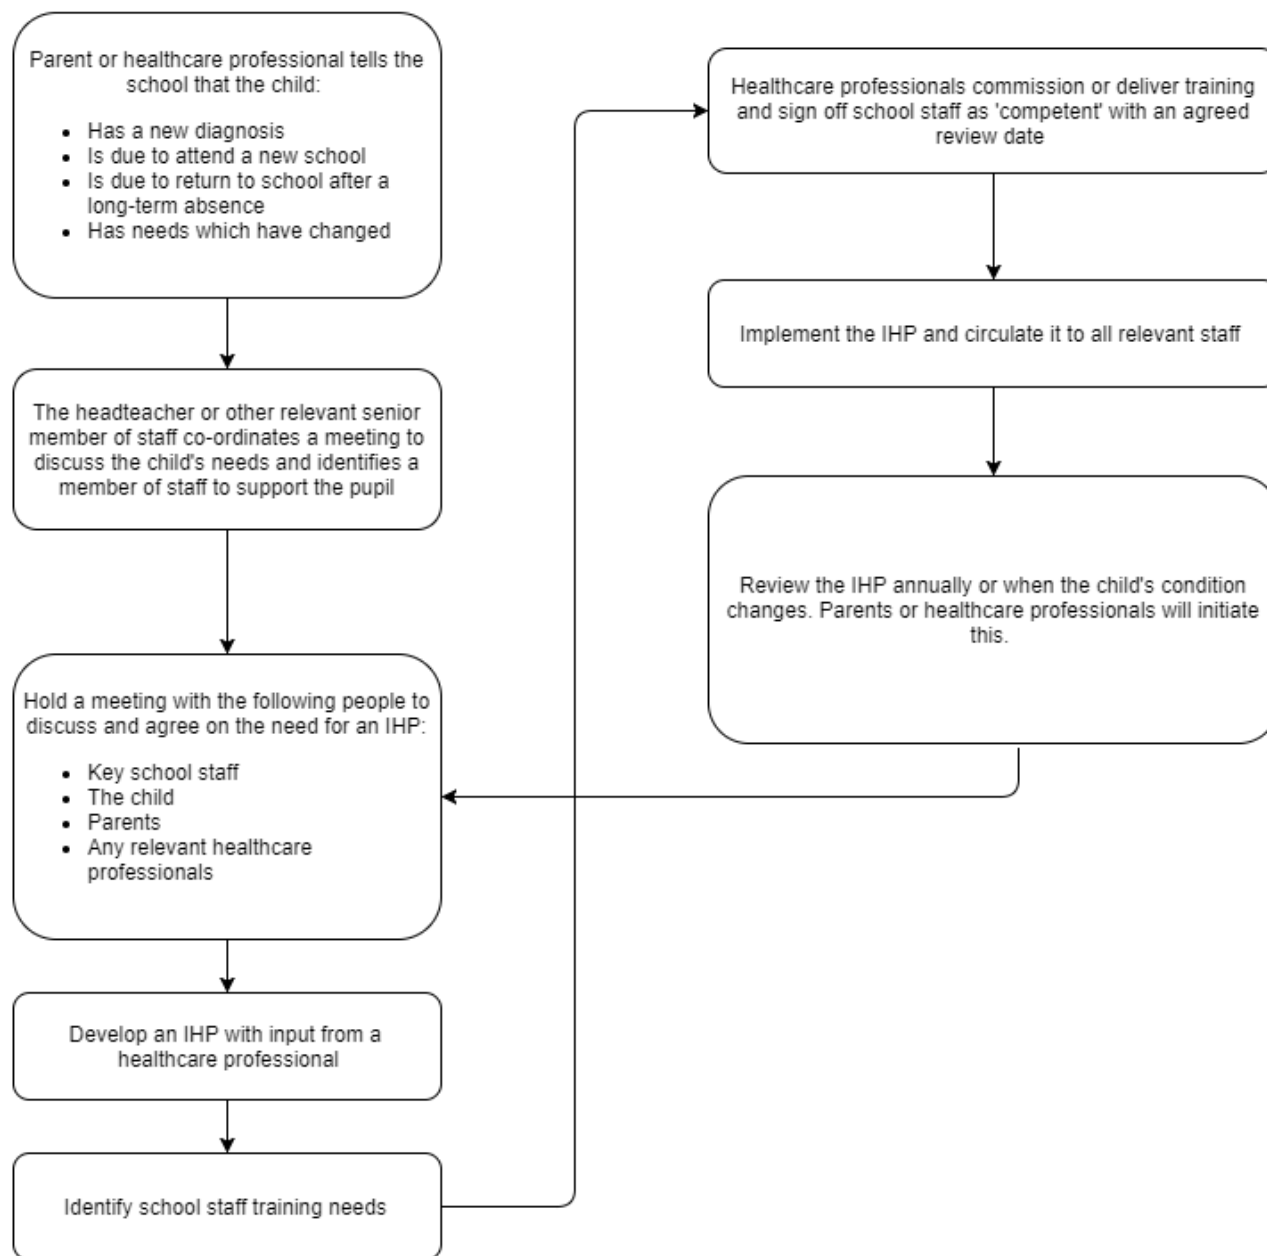 Parent or healthcare professional tells the
school that the child:
• Has a new diagnosis
• Is due to attend a new school
• Is due to return to school after a
long-term absence
• Has needs which have changed
The headteacher or other relevant senior
member of staff co-ordinates a meeting to
discuss the child's needs and identifies a
member of staff to support the pupil
Hold a meeting with the following people to
discuss and agree on the need for an IHP:
• Key school staff
• The child
• Parents
• Any relevant healthcare
professionals
Develop an IHP with input from a
healthcare professional
Identify school staff training needs
Healthcare professionals commission or deliver training
and sign off school staff as 'competent' with an agreed
review date
Implement the IHP and circulate it to all relevant staff
Review the IHP annually or when the child's condition
changes. Parents or healthcare professionals will initiate
this.